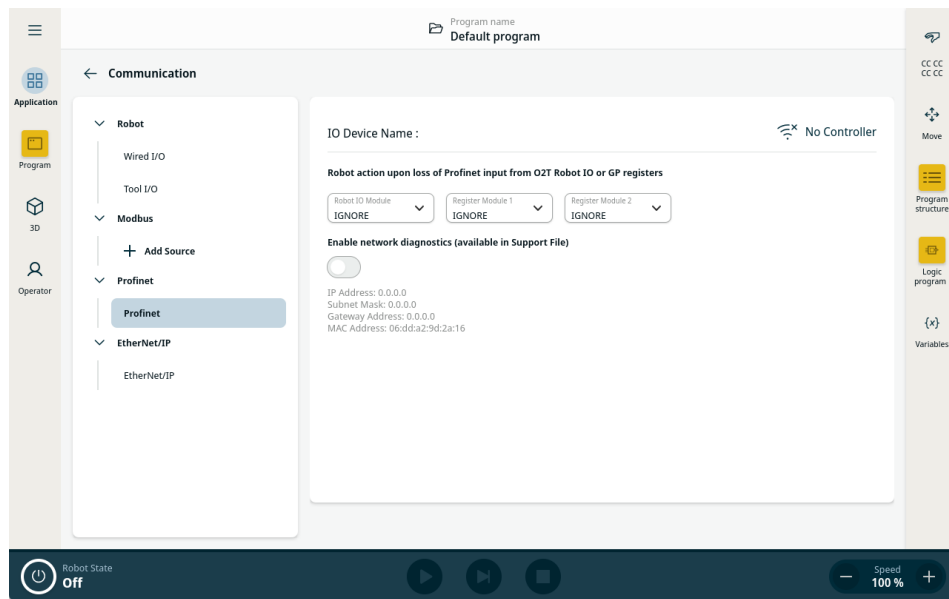 Program name
Default program
Communication
Application
Program
3D
Operator
Robot
Wired I/O
Tool I/O
Modbus
Add Source
Profinet
Profinet
EtherNet/IP
EtherNet/IP
IO Device Name :
No Controller
Robot action upon loss of Profinet input from O2T Robot IO or GP registers
Robot IO Module
IGNORE
Register Module 1
IGNORE
Register Module 2
IGNORE
Enable network diagnostics (available in Support File)
IP Address: 0.0.0.0
Subnet Mask: 0.0.0.0
Gateway Address: 0.0.0.0
MAC Address: 06:dd:a2:9d:2a:16
CC CC
CC CC
Move
Program
structure
Logic
program
{x}
Variables
Robot State
Off
Speed
100 %